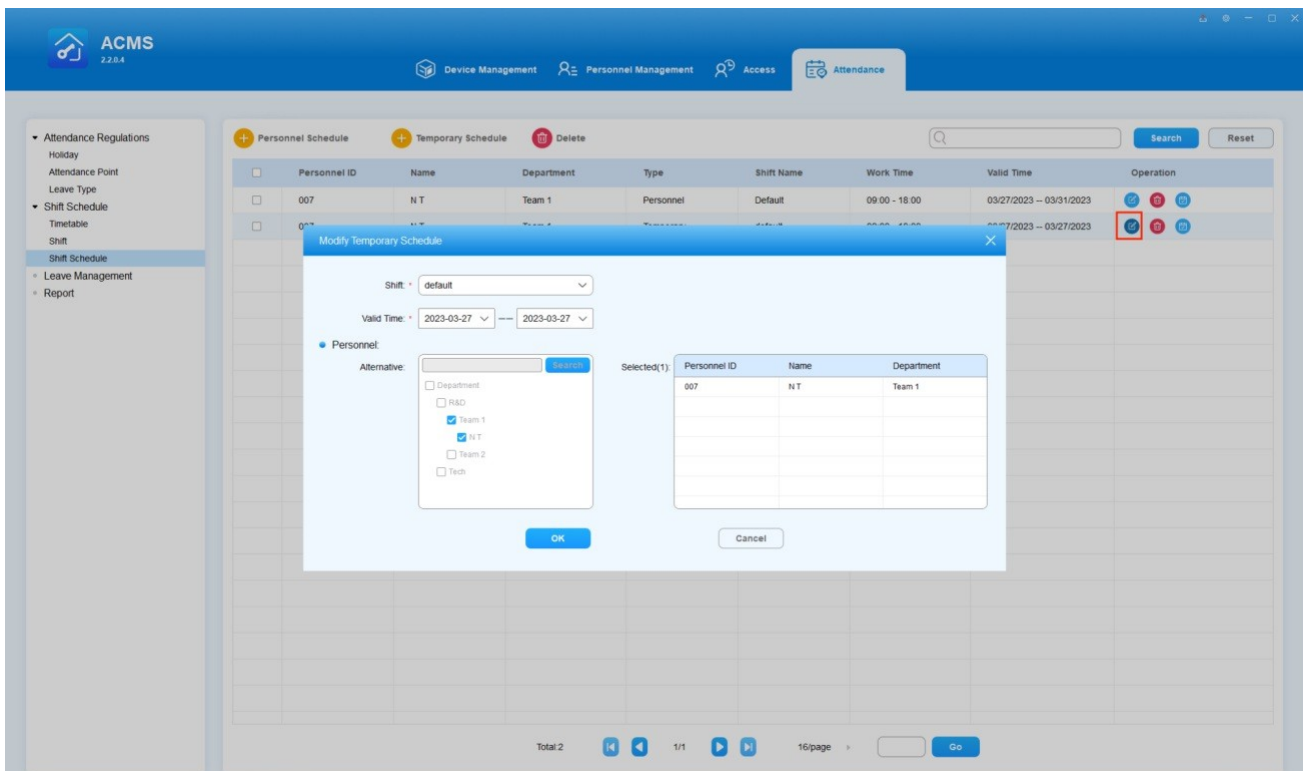 ACMS
2.2.0.4
Device Management Personnel Management Access Attendance
Attendance Regulations
Holiday
Attendance Point
Leave Type
Shift Schedule
Timetable
Shift
Shift Schedule
Leave Management
Report
Personnel Schedule Temporary Schedule Delete Search Reset
Personnel ID Name Department Type Shift Name Work Time Valid Time Operation
007 N T Team 1 Personnel Default 09:00 - 18:00 03/27/2023 -- 03/31/2023
/2023 -- 03/27/2023
Modify Temporary Schedule
Shift: * default
Valid Time: * 2023-03-27 -- 2023-03-27
Personnel:
Alternative: Search
Department
R&D
Team 1
N T
Team 2
Tech
Selected(1):
Personnel ID Name Department
007 N T Team 1
OK Cancel
Total:2 1/1 16/page Go